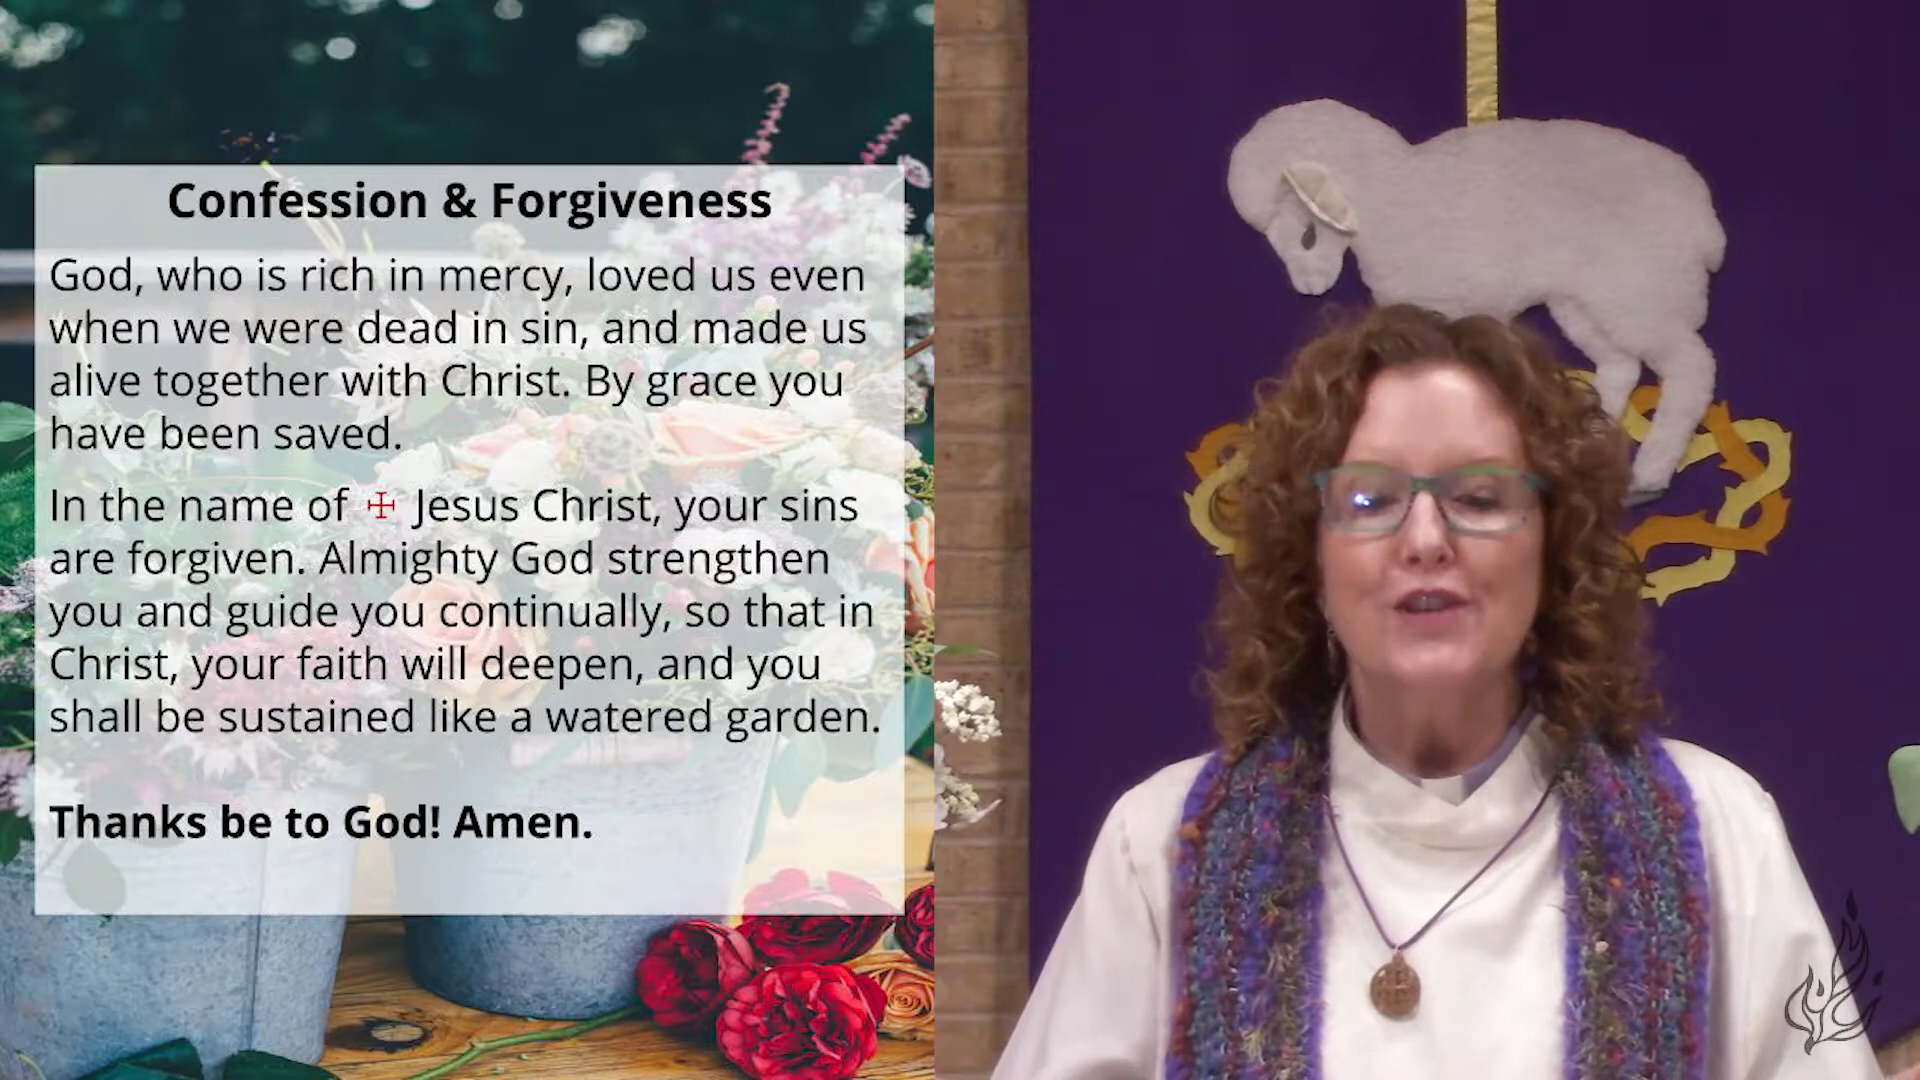 Confession & Forgiveness
God, who is rich in mercy, loved us even
when we were dead in sin, and made us
alive together with Christ. By grace you
have been saved.
In the name of ☩ Jesus Christ, your sins
are forgiven. Almighty God strengthen
you and guide you continually, so that in
Christ, your faith will deepen, and you
shall be sustained like a watered garden.
Thanks be to God! Amen.